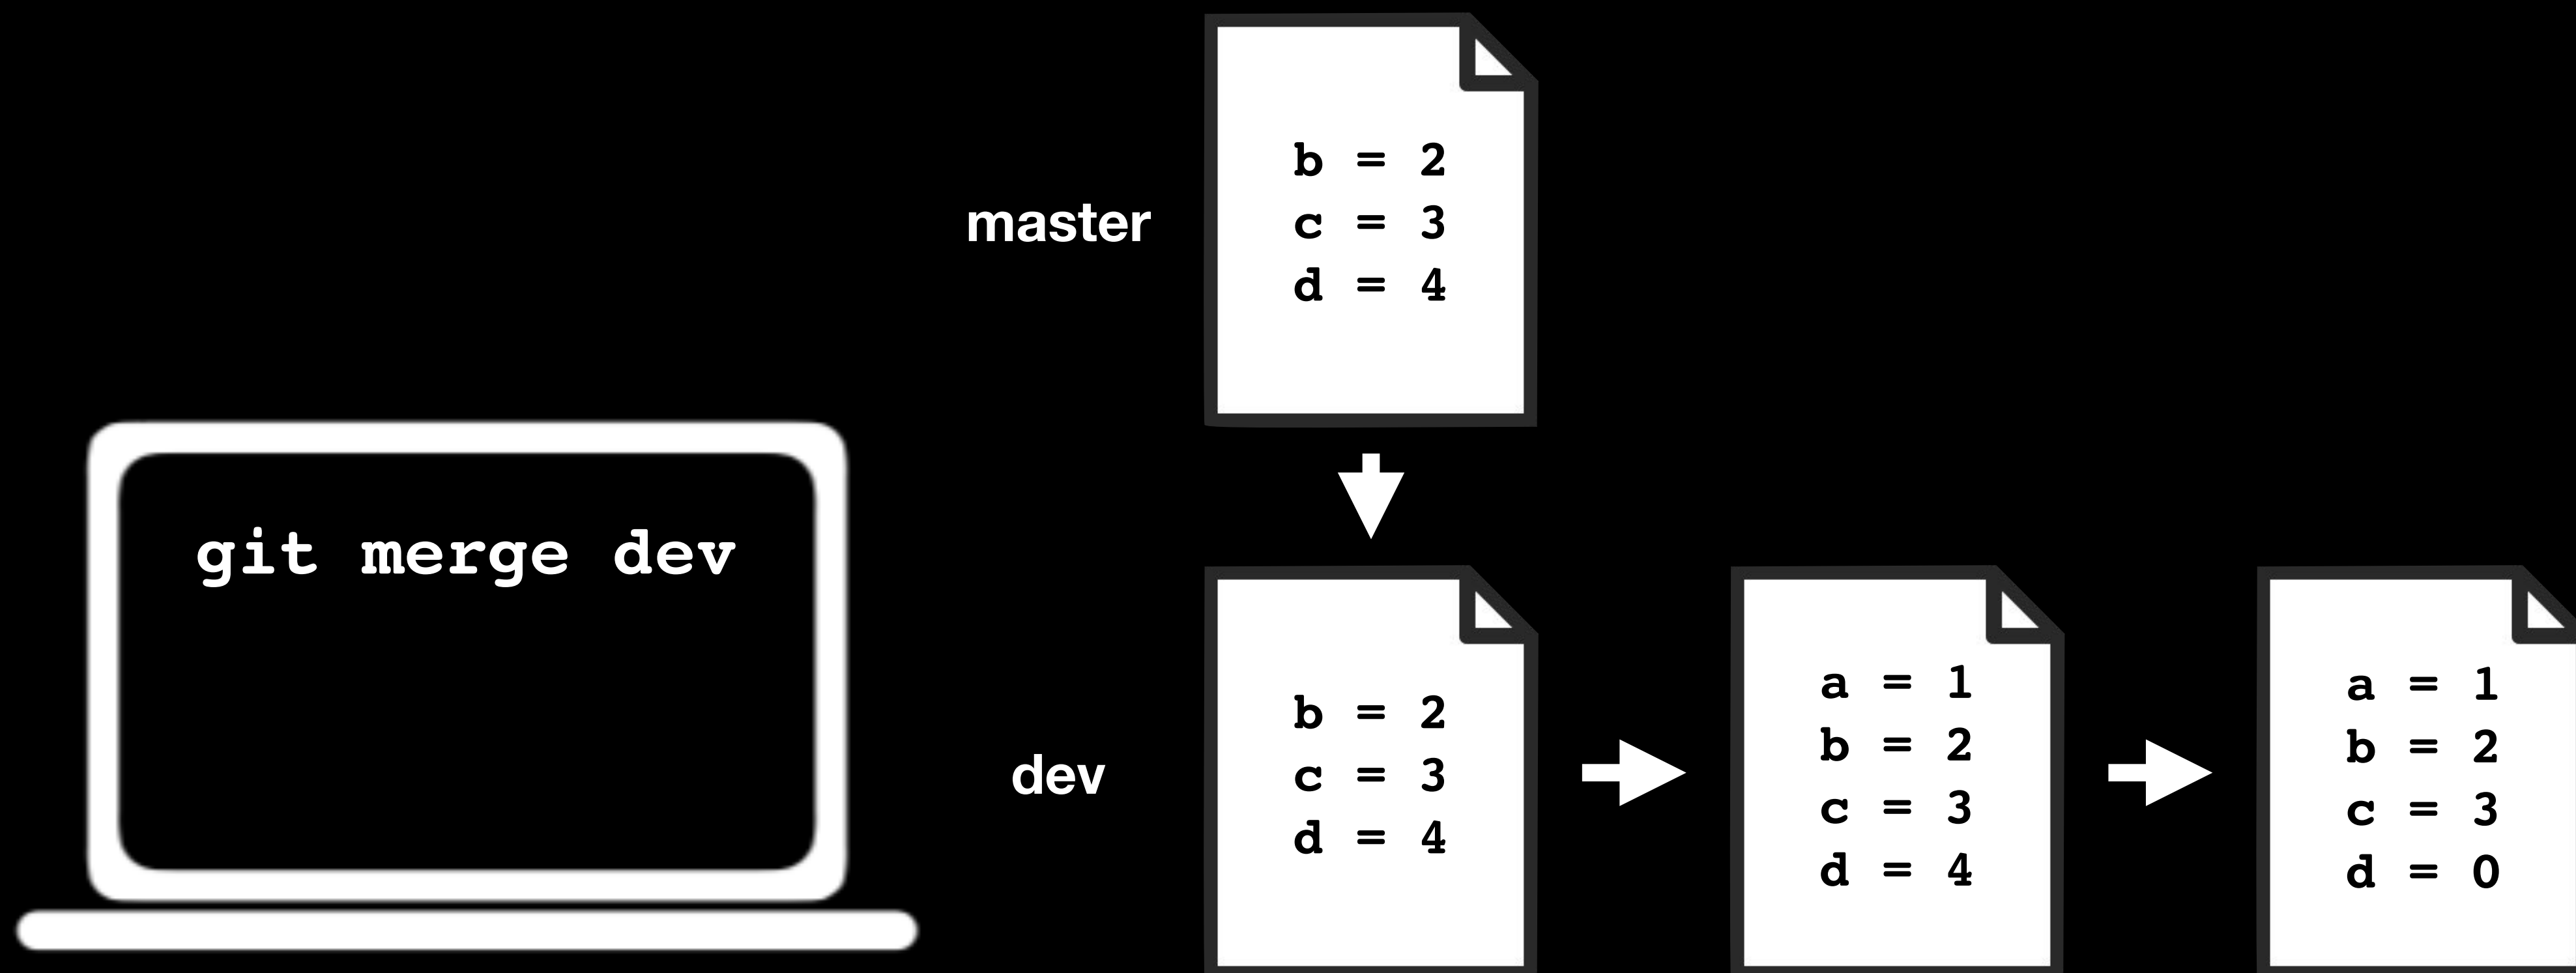 master
b = 2
c = 3
d = 4
git merge dev
dev
b = 2
c = 3
d = 4
a = 1
b = 2
c = 3
d = 4
a = 1
b = 2
c = 3
d = 0